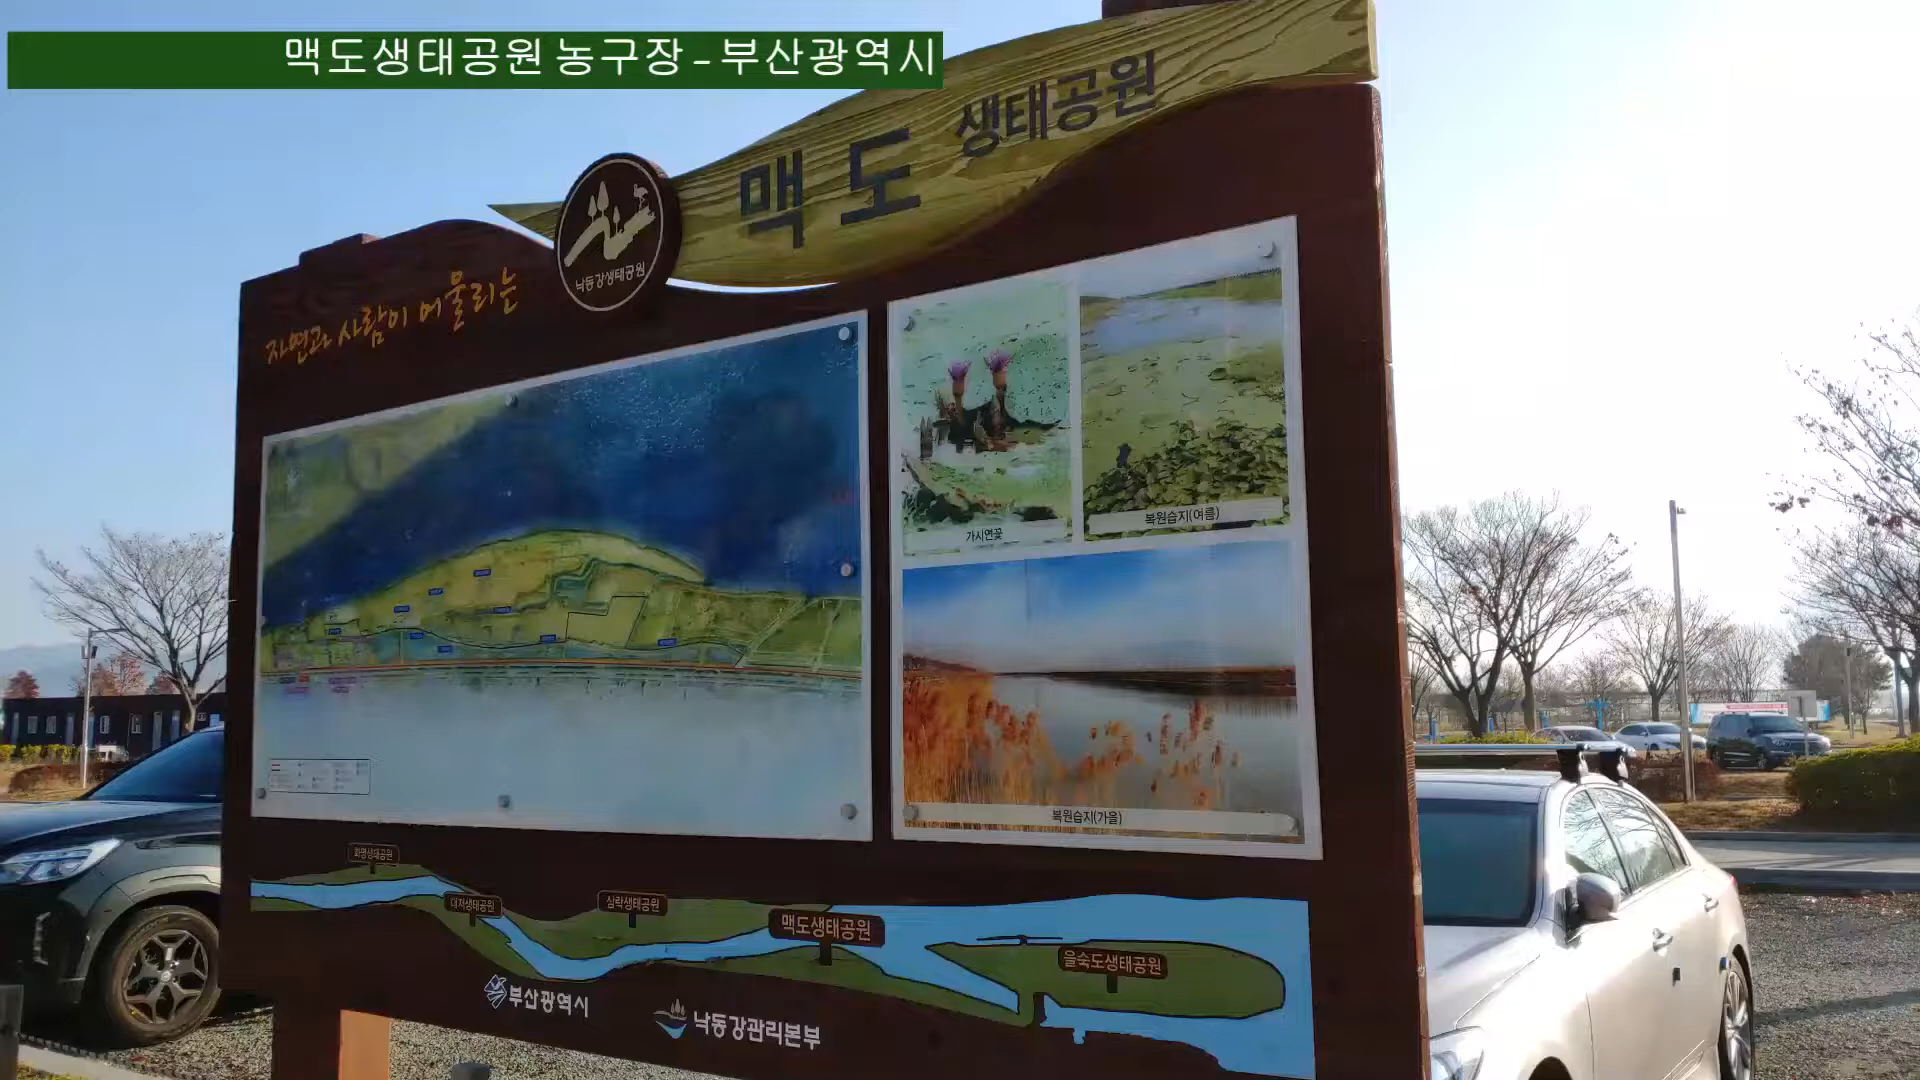 맥도생태공원 농구장 - 부산광역시
맥도 생태공원
낙동강생태공원
자연과 사람이 어울리는
가시연꽃
복원습지(여름)
복원습지(가을)
화명생태공원
대저생태공원
삼락생태공원
맥도생태공원
을숙도생태공원
부산광역시
낙동강관리본부